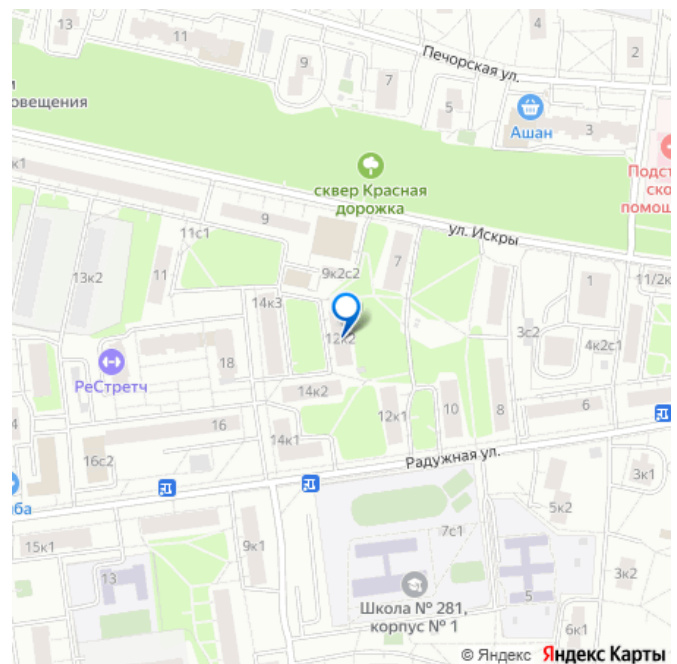 13
11
9
7
Печорская ул.
4
2
м
овещения
5
Ашан
3
Подст
ско
помощ
сквер Красная
дорожка
к1
9
ул. Искры
11с1
9к2с2
7
13к2
11
14к3
1
11/2к
12к2
3с2
4к2с1
РеСтретч
18
14к2
12к1
10
8
6
4
16
14к1
16с2
Радужная ул.
ба
3к1
15к1
9к1
7с1
5к2
13
3к2
5
Школа № 281,
корпус № 1
6к1
© Яндекс Яндекс Карты